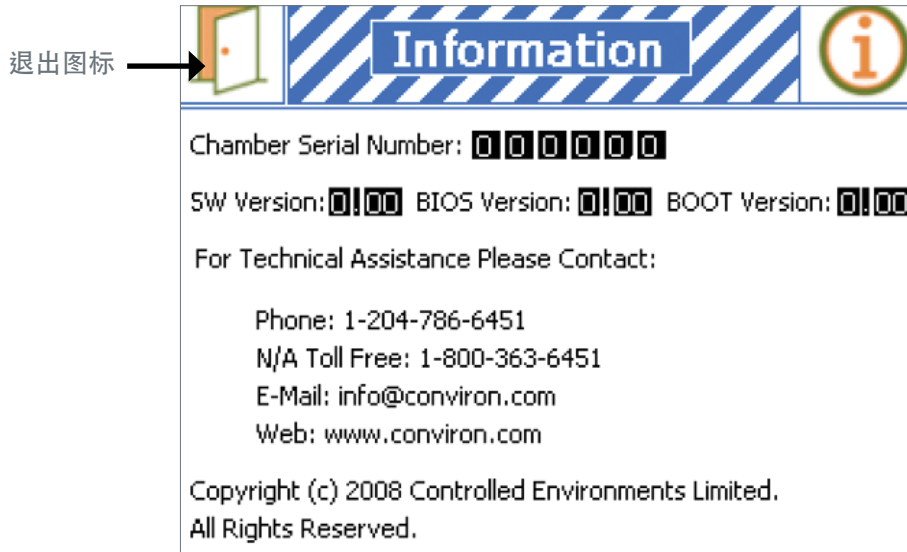 退出图标
Information
Chamber Serial Number: 000000
SW Version: 0.00 BIOS Version: 0.00 BOOT Version: 0.00
For Technical Assistance Please Contact:
Phone: 1-204-786-6451
N/A Toll Free: 1-800-363-6451
E-Mail: info@conviron.com
Web: www.conviron.com
Copyright (c) 2008 Controlled Environments Limited.
All Rights Reserved.